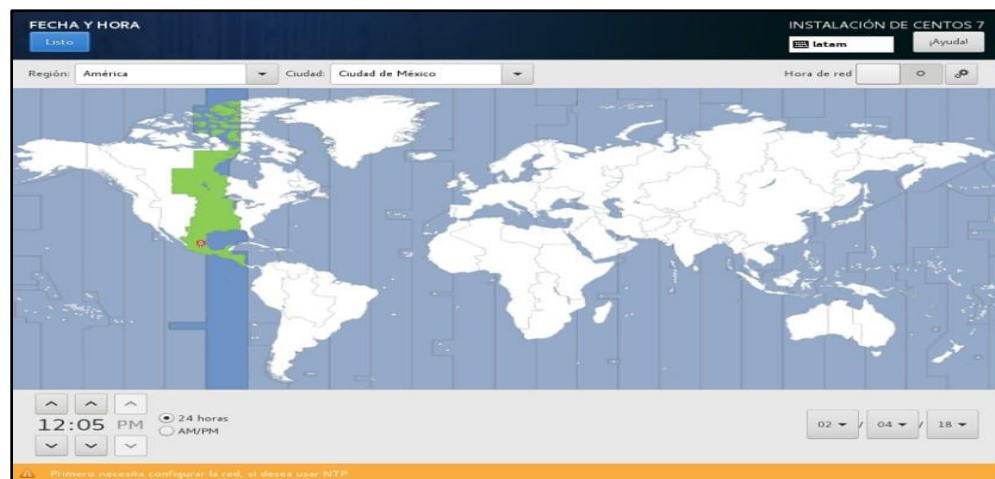 FECHA Y HORA
INSTALACIÓN DE CENTOS 7
Listo
latam
¡Ayuda!
Región: América
Ciudad: Ciudad de México
Hora de red
12:05 PM
24 horas
AM/PM
02 / 04 / 18
Primero necesita configurar la red, si desea usar NTP